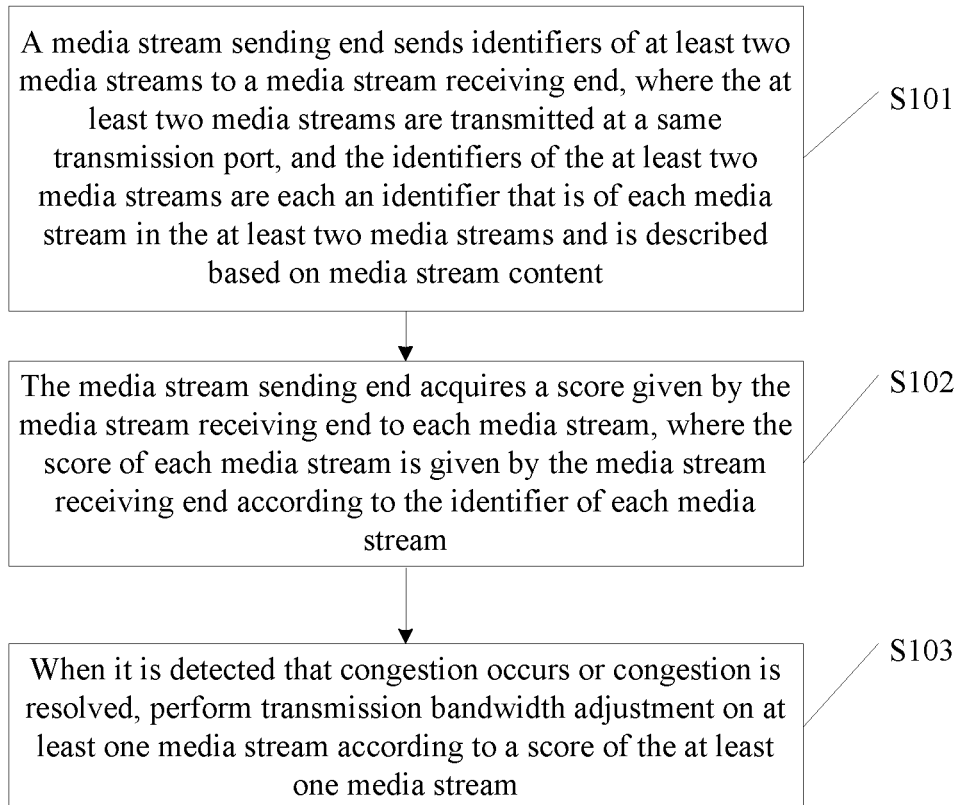 A media stream sending end sends identifiers of at least two
media streams to a media stream receiving end, where the at
least two media streams are transmitted at a same
transmission port, and the identifiers of the at least two
media streams are each an identifier that is of each media
stream in the at least two media streams and is described
based on media stream content
S101
The media stream sending end acquires a score given by the
media stream receiving end to each media stream, where the
score of each media stream is given by the media stream
receiving end according to the identifier of each media
stream
S102
When it is detected that congestion occurs or congestion is
resolved, perform transmission bandwidth adjustment on at
least one media stream according to a score of the at least
one media stream
S103